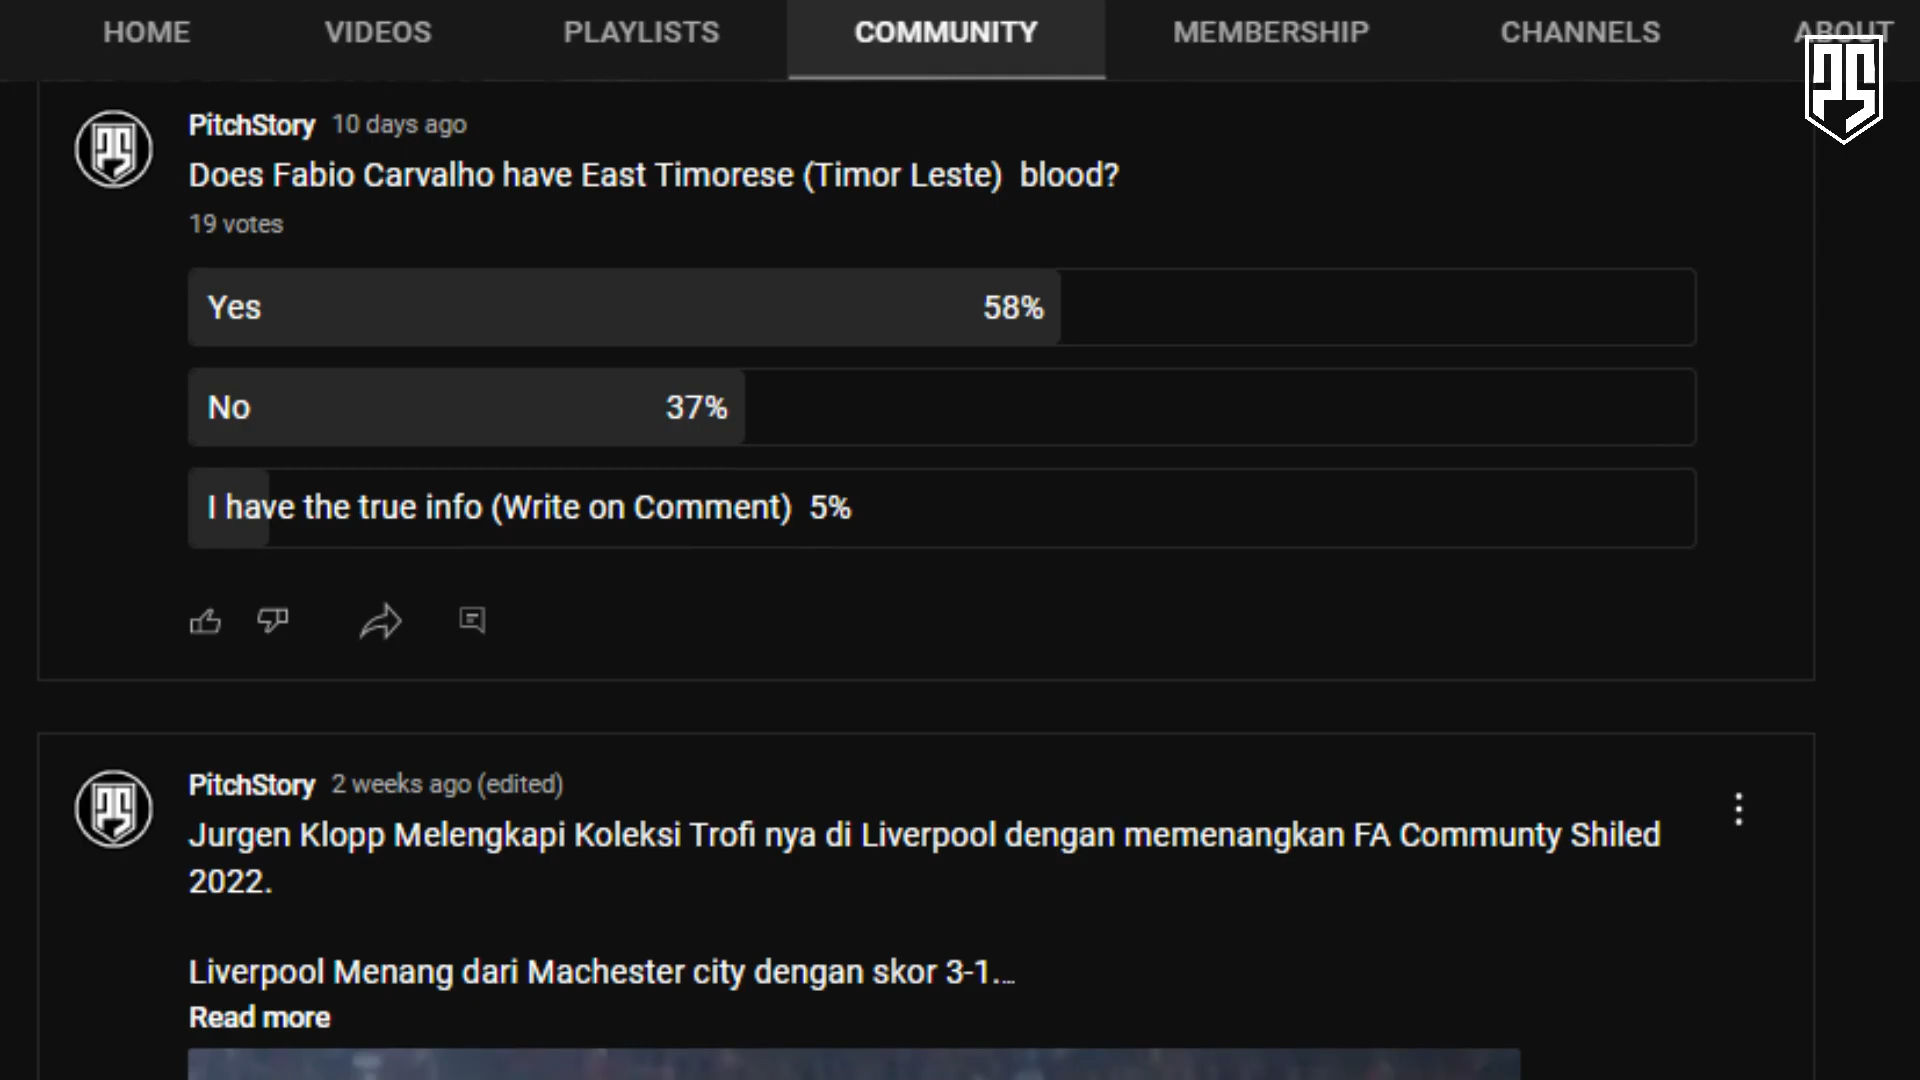 HOME VIDEOS PLAYLISTS COMMUNITY MEMBERSHIP CHANNELS ABOUT
PitchStory 10 days ago
Does Fabio Carvalho have East Timorese (Timor Leste) blood?
19 votes
Yes 58%
No 37%
I have the true info (Write on Comment) 5%
PitchStory 2 weeks ago (edited)
Jurgen Klopp Melengkapi Koleksi Trofi nya di Liverpool dengan memenangkan FA Communty Shiled
2022.
Liverpool Menang dari Machester city dengan skor 3-1....
Read more